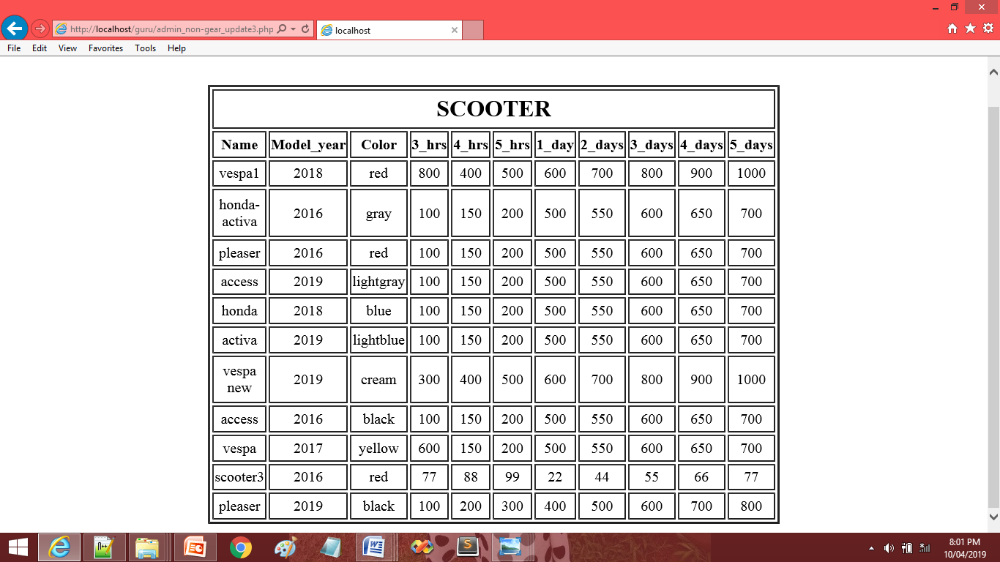 http://localhost/guru/admin_non-gear_update3.php
localhost
File Edit View Favorites Tools Help
SCOOTER
Name Model_year Color 3_hrs 4_hrs 5_hrs 1_day 2_days 3_days 4_days 5_days
vespa1 2018 red 800 400 500 600 700 800 900 1000
honda-
activa 2016 gray 100 150 200 500 550 600 650 700
pleaser 2016 red 100 150 200 500 550 600 650 700
access 2019 lightgray 100 150 200 500 550 600 650 700
honda 2018 blue 100 150 200 500 550 600 650 700
activa 2019 lightblue 100 150 200 500 550 600 650 700
vespa
new 2019 cream 300 400 500 600 700 800 900 1000
access 2016 black 100 150 200 500 550 600 650 700
vespa 2017 yellow 600 150 200 500 550 600 650 700
scooter3 2016 red 77 88 99 22 44 55 66 77
pleaser 2019 black 100 200 300 400 500 600 700 800
8:01 PM
10/04/2019